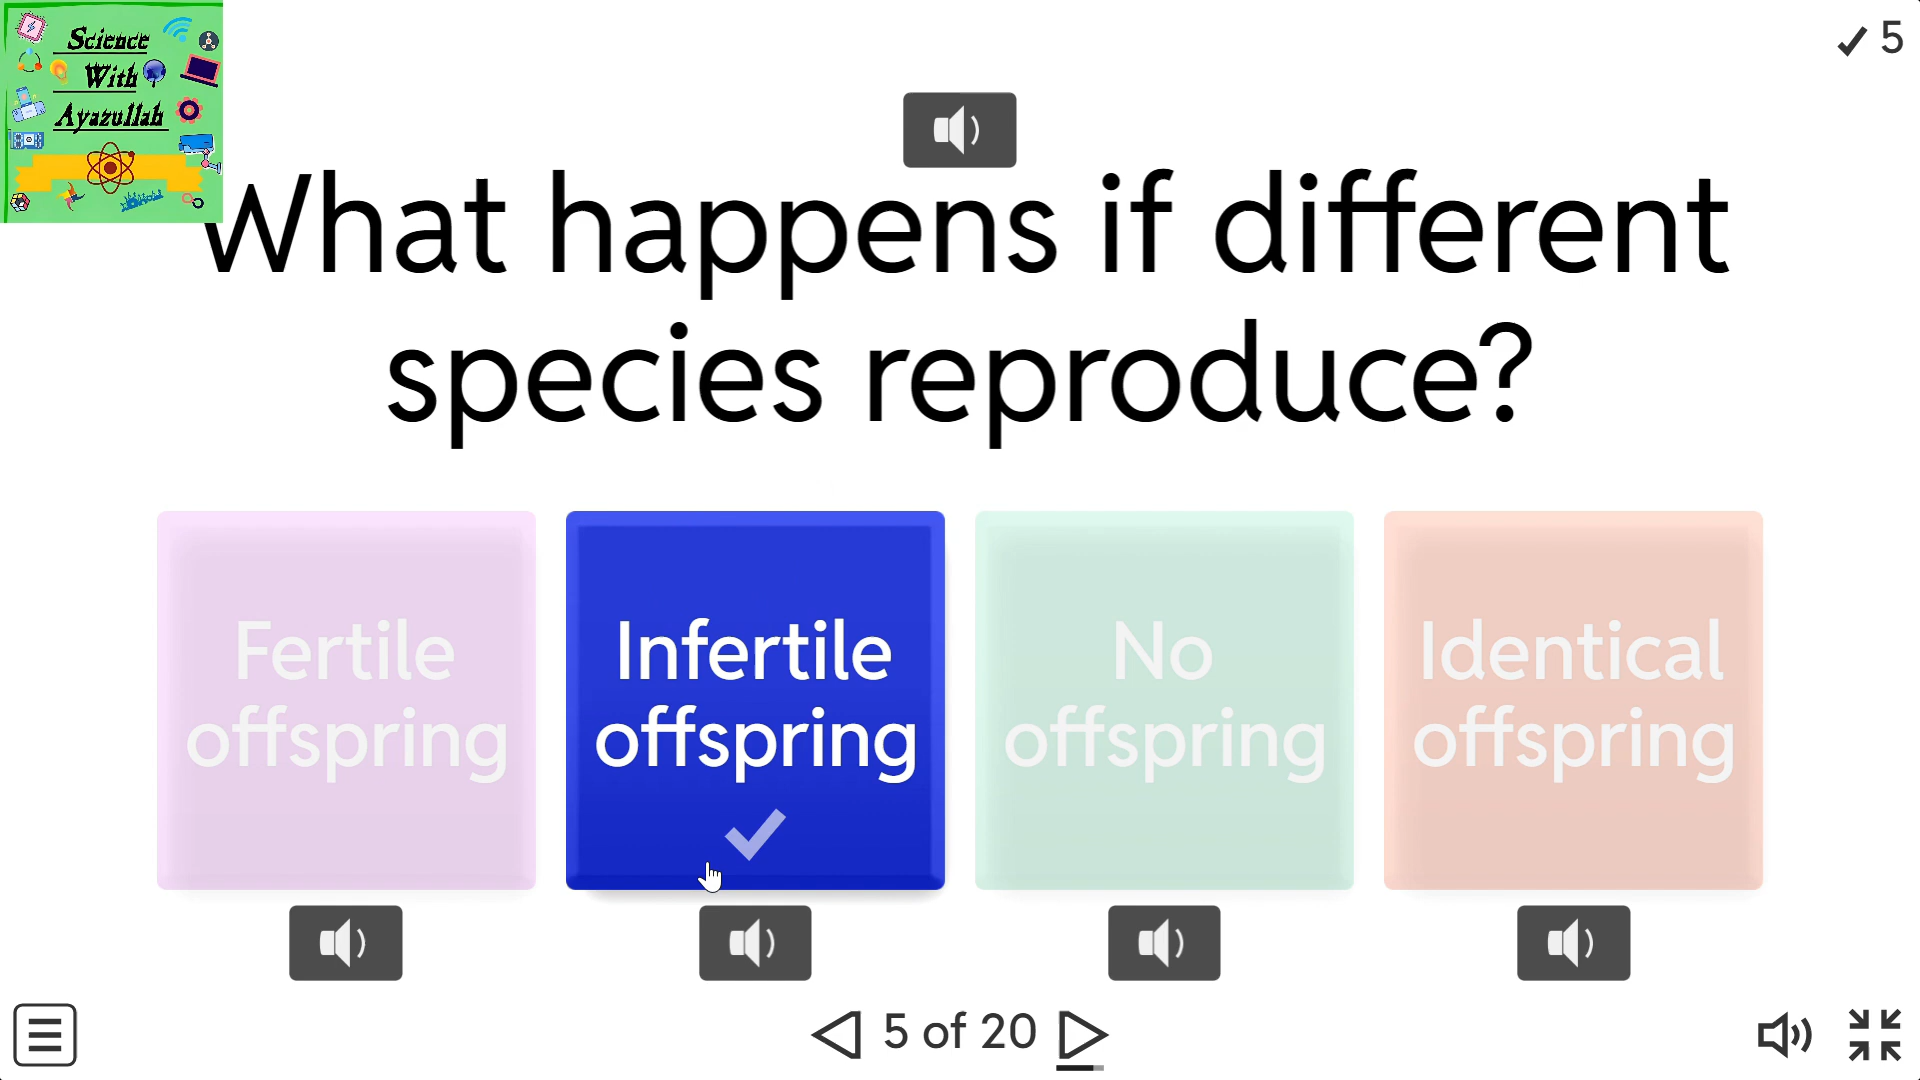 Science
With
Ayazullah
5
What happens if different
species reproduce?
Fertile
offspring
Infertile
offspring
No
offspring
Identical
offspring
5 of 20